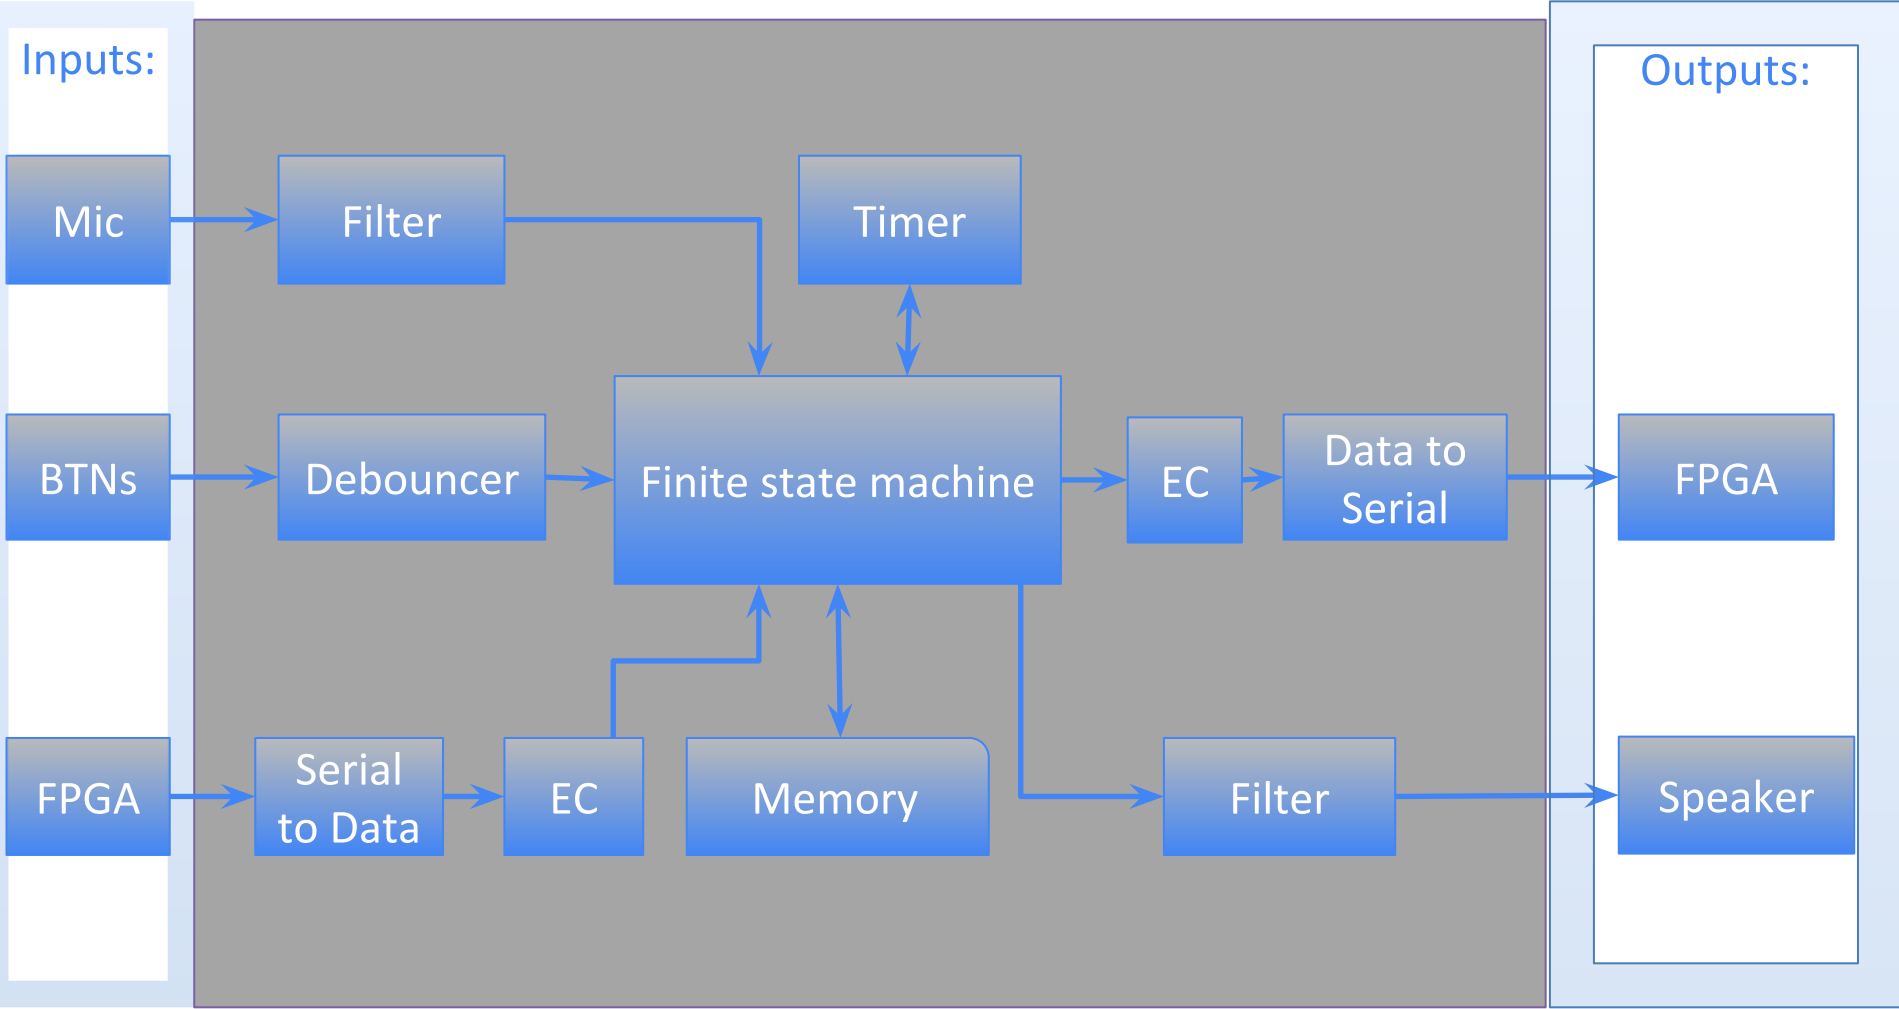 Inputs:
Outputs:
Mic
Filter
Timer
BTNs
Debouncer
Finite state machine
EC
Data to
Serial
FPGA
FPGA
Serial
to Data
EC
Memory
Filter
Speaker